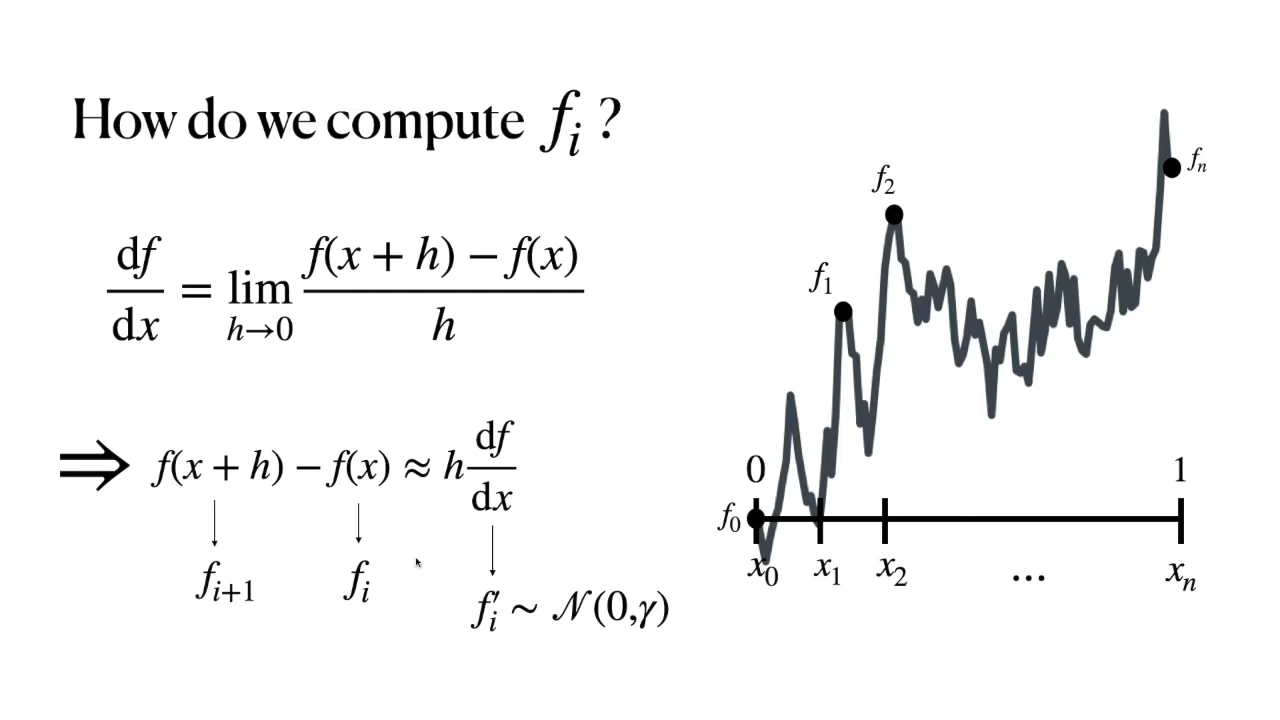 How do we compute fᵢ ?
df/dx = lim_{h→0} (f(x + h) − f(x))/h
⟹ f(x + h) − f(x) ≈ h df/dx
fᵢ₊₁ fᵢ
fᵢ′ ∼ 𝒩(0,γ)
fₙ
f₂
f₁
0 1
f₀
x₀ x₁ x₂ ... xₙ